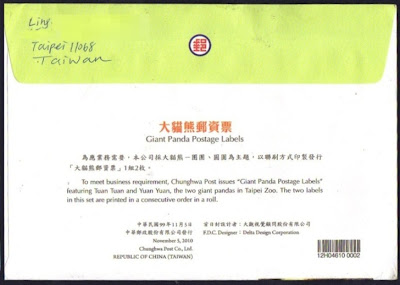 Ling
Taipei 11068
Taiwan
郵
大貓熊郵資票
Giant Panda Postage Labels
為應業務需要,本公司採大貓熊－團團、圓圓為主題,以聯刷方式印製發行
「大貓熊郵資票」1組2枚。
To meet business requirement, Chunghwa Post issues “Giant Panda Postage Labels”
featuring Tuan Tuan and Yuan Yuan, the two giant pandas in Taipei Zoo. The two labels
in this set are printed in a consecutive order in a roll.
中華民國99年11月5日
中華郵政股份有限公司發行
November 5, 2010
Chunghwa Post Co., Ltd.
REPUBLIC OF CHINA (TAIWAN)
首日封設計者：大觀視覺顧問股份有限公司
F.D.C. Designer：Delta Design Corporation
12H04610 0002